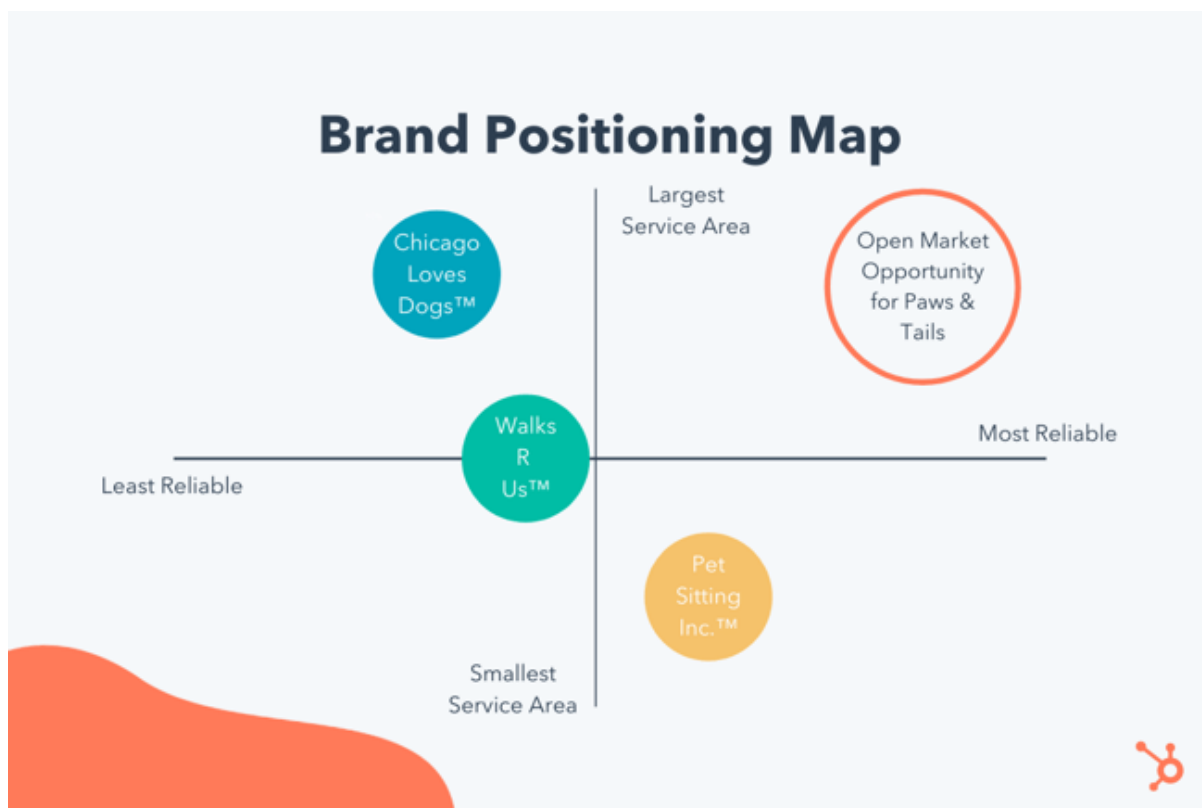 Brand Positioning Map
Largest
Service Area
Chicago
Loves
Dogs™
Open Market
Opportunity
for Paws &
Tails
Walks
R
Us™
Most Reliable
Least Reliable
Pet
Sitting
Inc.™
Smallest
Service Area